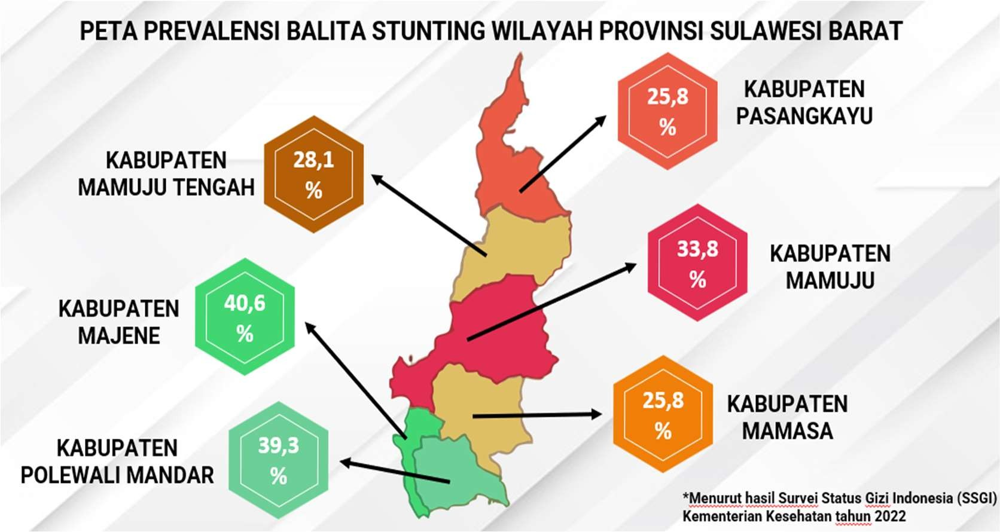 PETA PREVALENSI BALITA STUNTING WILAYAH PROVINSI SULAWESI BARAT
25,8
%
KABUPATEN
PASANGKAYU
KABUPATEN
MAMUJU TENGAH
28,1
%
33,8
%
KABUPATEN
MAMUJU
KABUPATEN
MAJENE
40,6
%
25,8
%
KABUPATEN
MAMASA
KABUPATEN
POLEWALI MANDAR
39,3
%
*Menurut hasil Survei Status Gizi Indonesia (SSGI)
Kementerian Kesehatan tahun 2022